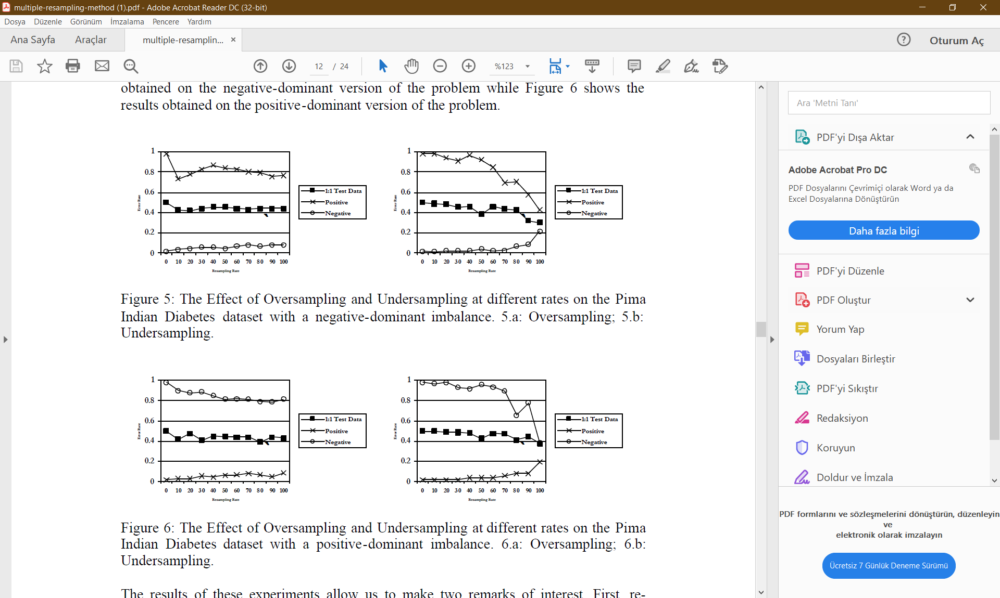 multiple-resampling-method (1).pdf - Adobe Acrobat Reader DC (32-bit)
Dosya Düzenle Görünüm İmzalama Pencere Yardım
Ana Sayfa Araçlar multiple-resamplin... × ? Oturum Aç
12 / 24 %123
obtained on the negative-dominant version of the problem while Figure 6 shows the
results obtained on the positive-dominant version of the problem.
1
0.8
0.6
0.4
0.2
0
Error Rate
0 10 20 30 40 50 60 70 80 90 100
Resampling Rate
1:1 Test Data
Positive
Negative
1
0.8
0.6
0.4
0.2
0
Error Rate
0 10 20 30 40 50 60 70 80 90 100
Resampling Rate
1:1 Test Data
Positive
Negative
Figure 5: The Effect of Oversampling and Undersampling at different rates on the Pima
Indian Diabetes dataset with a negative-dominant imbalance. 5.a: Oversampling; 5.b:
Undersampling.
1
0.8
0.6
0.4
0.2
0
Error Rate
0 10 20 30 40 50 60 70 80 90 100
Resampling Rate
1:1 Test Data
Positive
Negative
1
0.8
0.6
0.4
0.2
0
Error Rate
0 10 20 30 40 50 60 70 80 90 100
Resampling Rate
1:1 Test Data
Positive
Negative
Figure 6: The Effect of Oversampling and Undersampling at different rates on the Pima
Indian Diabetes dataset with a positive-dominant imbalance. 6.a: Oversampling; 6.b:
Undersampling.
The results of these experiments allow us to make two remarks of interest. First, re-
Ara 'Metni Tanı'
PDF'yi Dışa Aktar
Adobe Acrobat Pro DC
PDF Dosyalarını Çevrimiçi olarak Word ya da
Excel Dosyalarına Dönüştürün
Daha fazla bilgi
PDF'yi Düzenle
PDF Oluştur
Yorum Yap
Dosyaları Birleştir
PDF'yi Sıkıştır
Redaksiyon
Koruyun
Doldur ve İmzala
PDF formlarını ve sözleşmelerini dönüştürün, düzenleyin
ve
elektronik olarak imzalayın
Ücretsiz 7 Günlük Deneme Sürümü